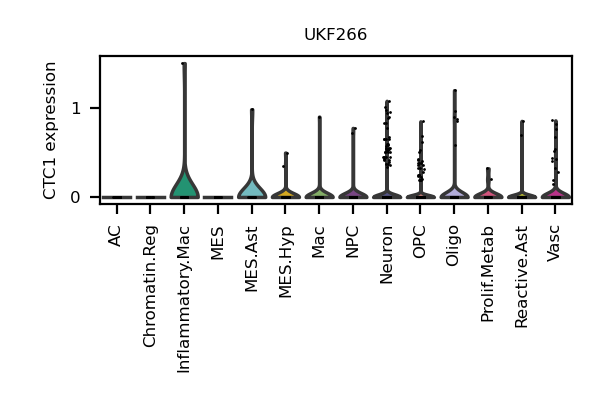 UKF266
CTC1 expression
1
0
AC
Chromatin.Reg
Inflammatory.Mac
MES
MES.Ast
MES.Hyp
Mac
NPC
Neuron
OPC
Oligo
Prolif.Metab
Reactive.Ast
Vasc